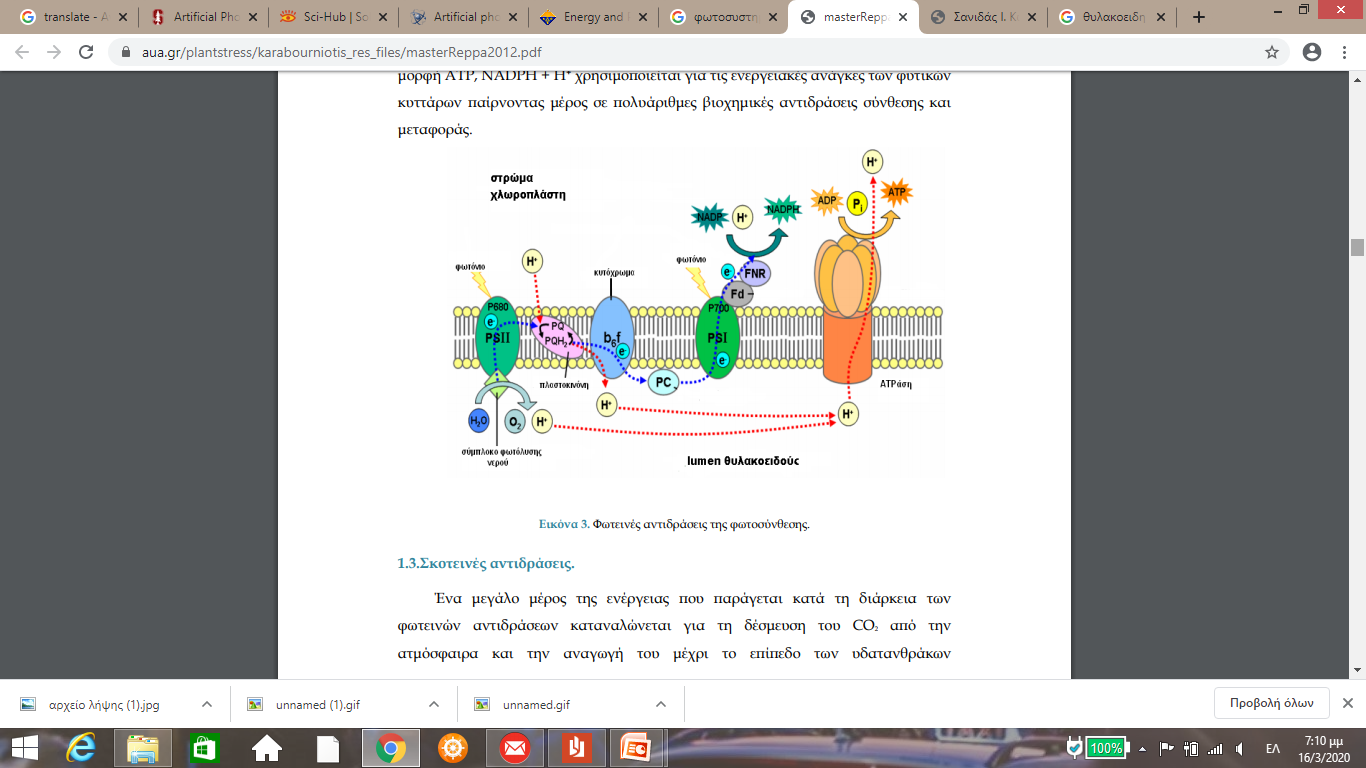 translate - A
Artificial Pho
Sci-Hub | So
Artificial pho
Energy and
φωτοσυστη
masterReppa
Σανιδάς Ι. Κ
θυλακοειδη
aua.gr/plantstress/karabourniotis_res_files/masterReppa2012.pdf
μορφή ATP, NADPH + H⁺ χρησιμοποιείται για τις ενεργειακές ανάγκες των φυτικών
κυττάρων παίρνοντας μέρος σε πολυάριθμες βιοχημικές αντιδράσεις σύνθεσης και
μεταφοράς.
στρώμα
χλωροπλάστη
H⁺
NADP H⁺ NADPH
ADP Pi ATP
φωτόνιο
H⁺
κυτόχρωμα
φωτόνιο
e⁻ FNR
Fd
P680
e⁻
PSII
PQ
PQH₂
b₆f
e⁻
P700
PSI
e⁻
πλαστοκινόνη
PC
ATPάση
H₂O O₂ H⁺
H⁺
H⁺
σύμπλοκο φωτόλυσης
νερού
lumen θυλακοειδούς
Εικόνα 3. Φωτεινές αντιδράσεις της φωτοσύνθεσης.
1.3.Σκοτεινές αντιδράσεις.
Ένα μεγάλο μέρος της ενέργειας που παράγεται κατά τη διάρκεια των
φωτεινών αντιδράσεων καταναλώνεται για τη δέσμευση του CO₂ από την
ατμόσφαιρα και την αναγωγή του μέχρι το επίπεδο των υδατανθράκων
αρχείο λήψης (1).jpg
unnamed (1).gif
unnamed.gif
Προβολή όλων
100%
ΕΛ
7:10 μμ
16/3/2020